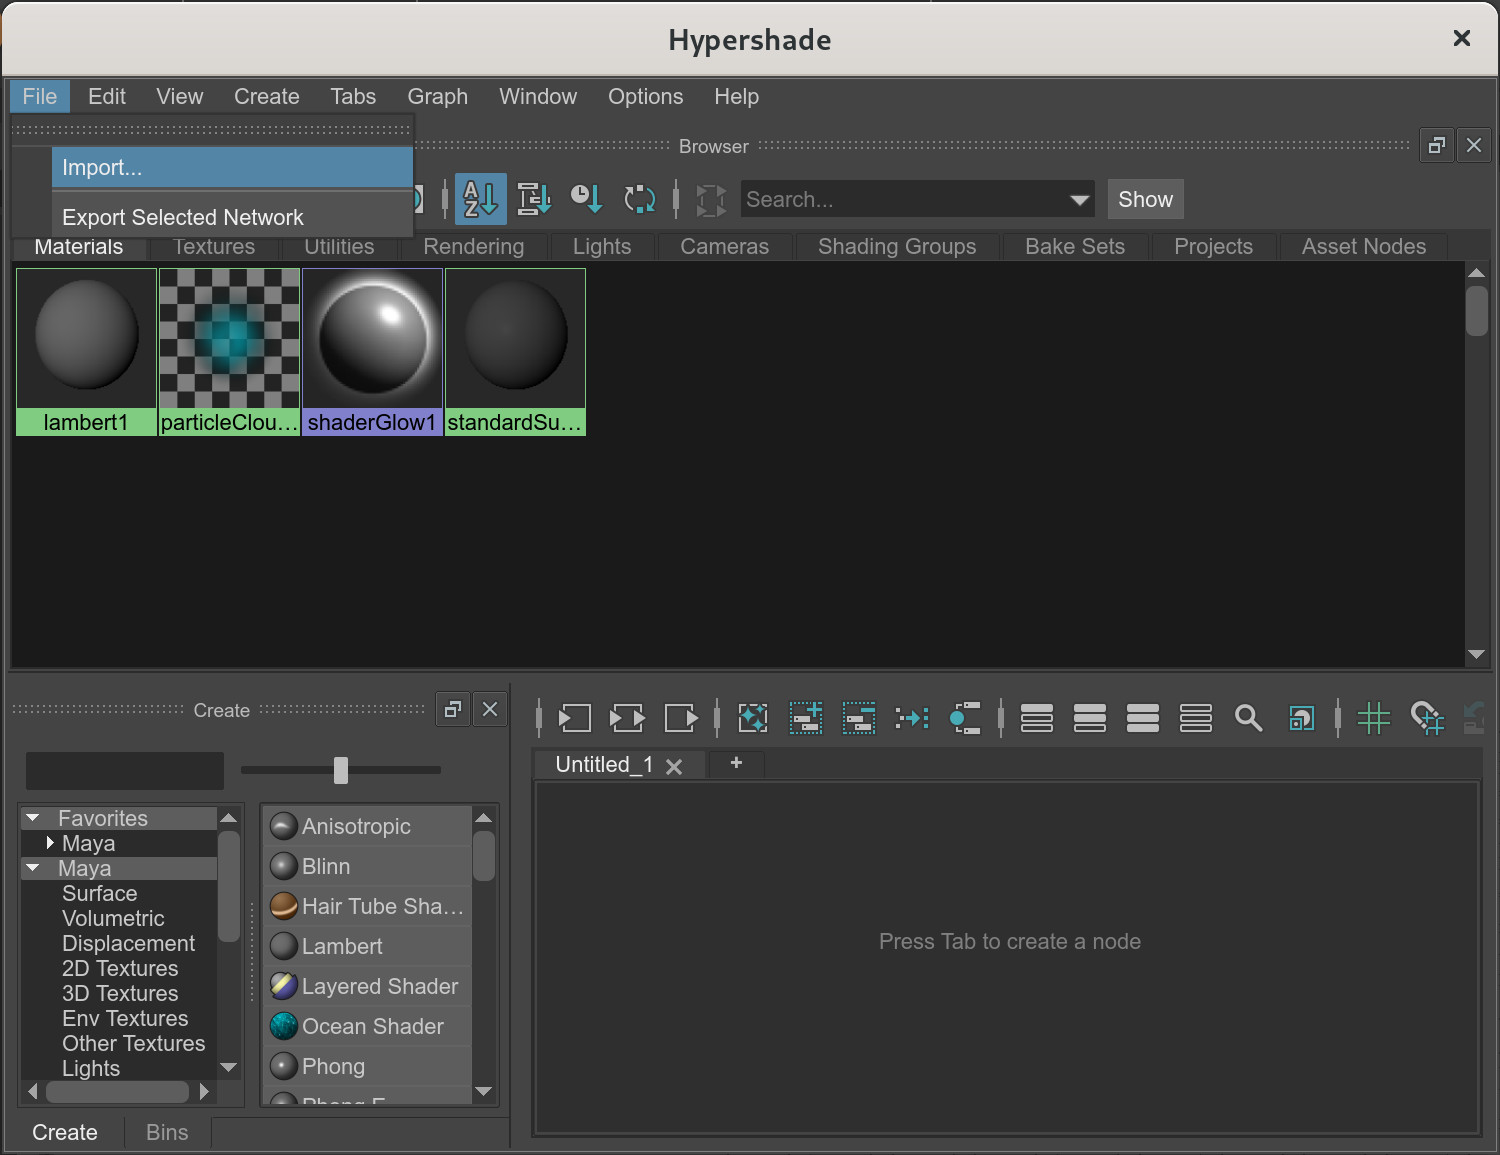 Hypershade
File Edit View Create Tabs Graph Window Options Help
Browser
Import...
Export Selected Network
A
Z
Search...
Show
Materials Textures Utilities Rendering Lights Cameras Shading Groups Bake Sets Projects Asset Nodes
lambert1 particleClou... shaderGlow1 standardSu...
Create
Favorites
Maya
Maya
Surface
Volumetric
Displacement
2D Textures
3D Textures
Env Textures
Other Textures
Lights
Anisotropic
Blinn
Hair Tube Sha...
Lambert
Layered Shader
Ocean Shader
Phong
Phong E
Create Bins
Untitled_1 +
Press Tab to create a node